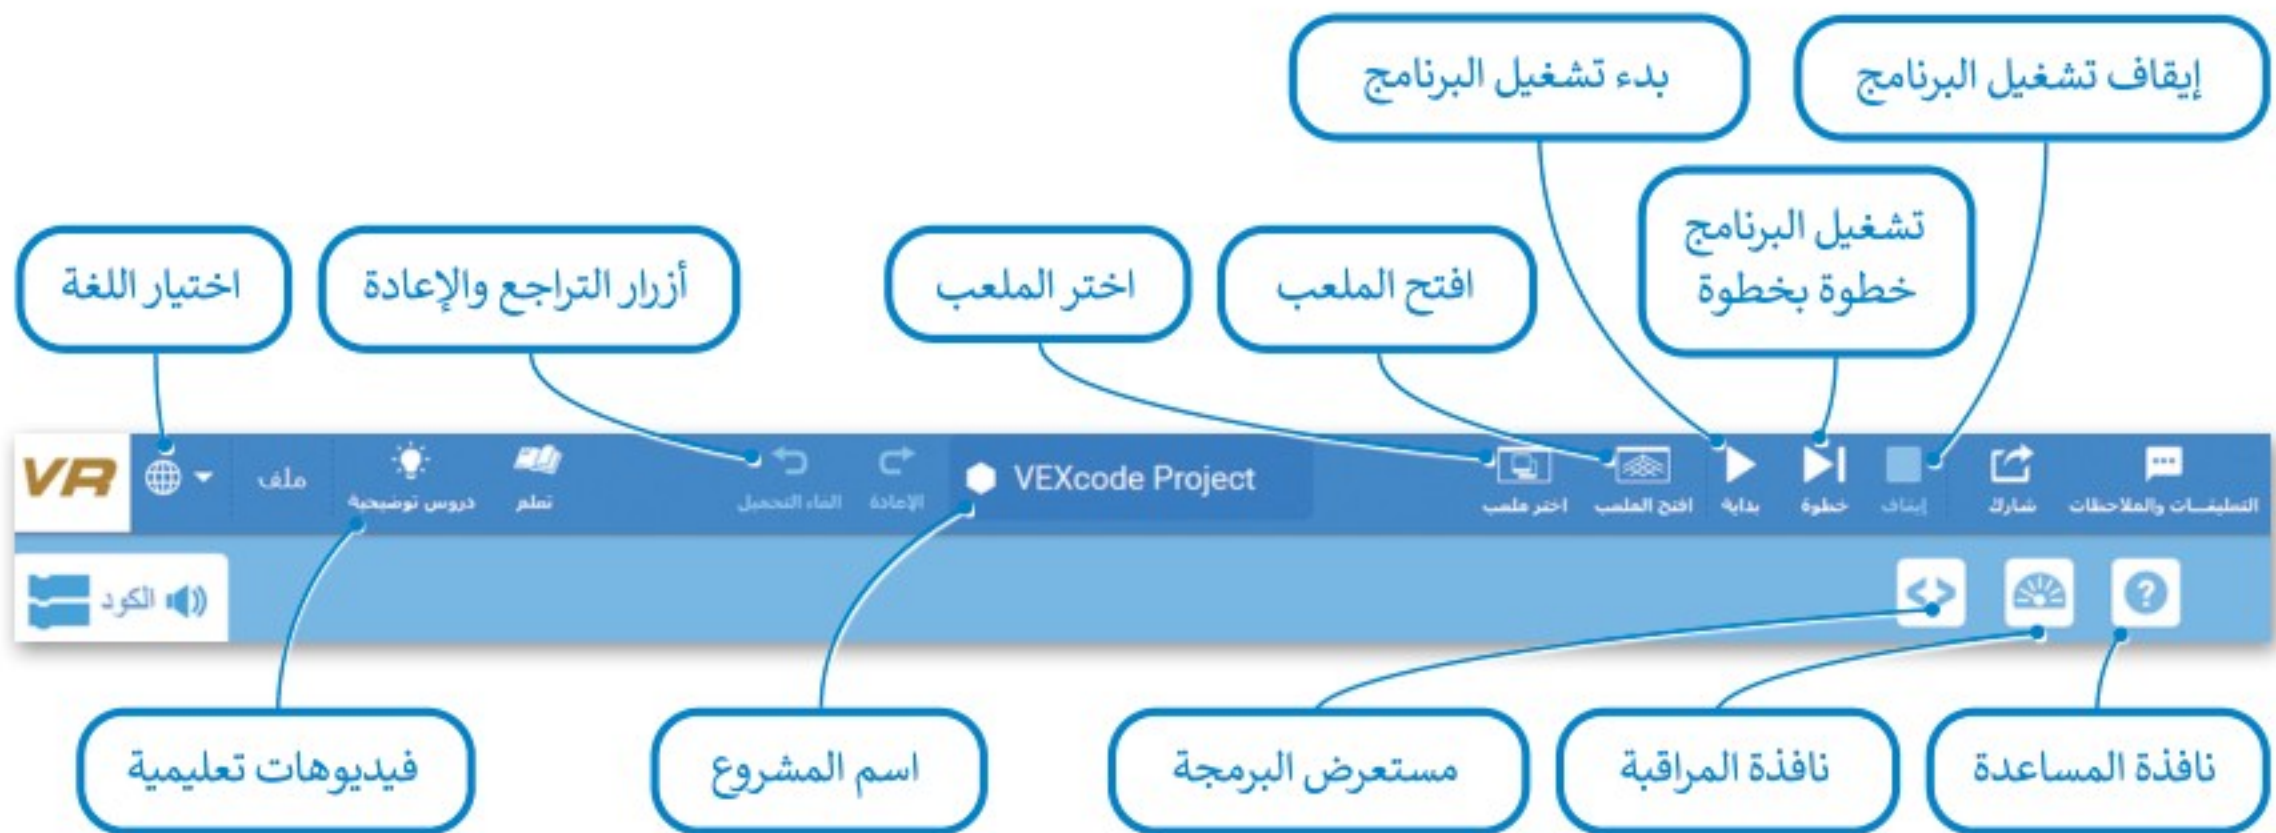 إيقاف تشغيل البرنامج
بدء تشغيل البرنامج
تشغيل البرنامج
خطوة بخطوة
افتح الملعب
اختر الملعب
أزرار التراجع والإعادة
اختيار اللغة
VR
ملف
دروس توضيحية
تعلم
الغاء التحميل
الإعادة
VEXcode Project
اختر ملعب
افتح الملعب
بداية
خطوة
إيقاف
شارك
التعليقــات والملاحظات
الكود
نافذة المساعدة
نافذة المراقبة
مستعرض البرمجة
اسم المشروع
فيديوهات تعليمية